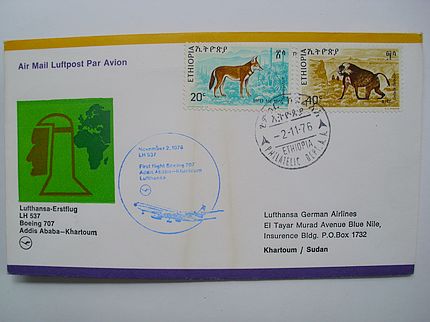 Air Mail Luftpost Par Avion
ETHIOPIA ኢትዮጵያ
20c
ETHIOPIA ኢትዮጵያ
40c
-2-11-76
ETHIOPIA
PHILATELIC
November 2, 1976
LH 537
First flight Boeing 707
Addis Ababa–Khartoum
Lufthansa
Lufthansa-Erstflug
LH 537
Boeing 707
Addis Ababa–Khartoum
Lufthansa German Airlines
El Tayar Murad Avenue Blue Nile,
Insurence Bldg. P.O.Box 1732
Khartoum / Sudan